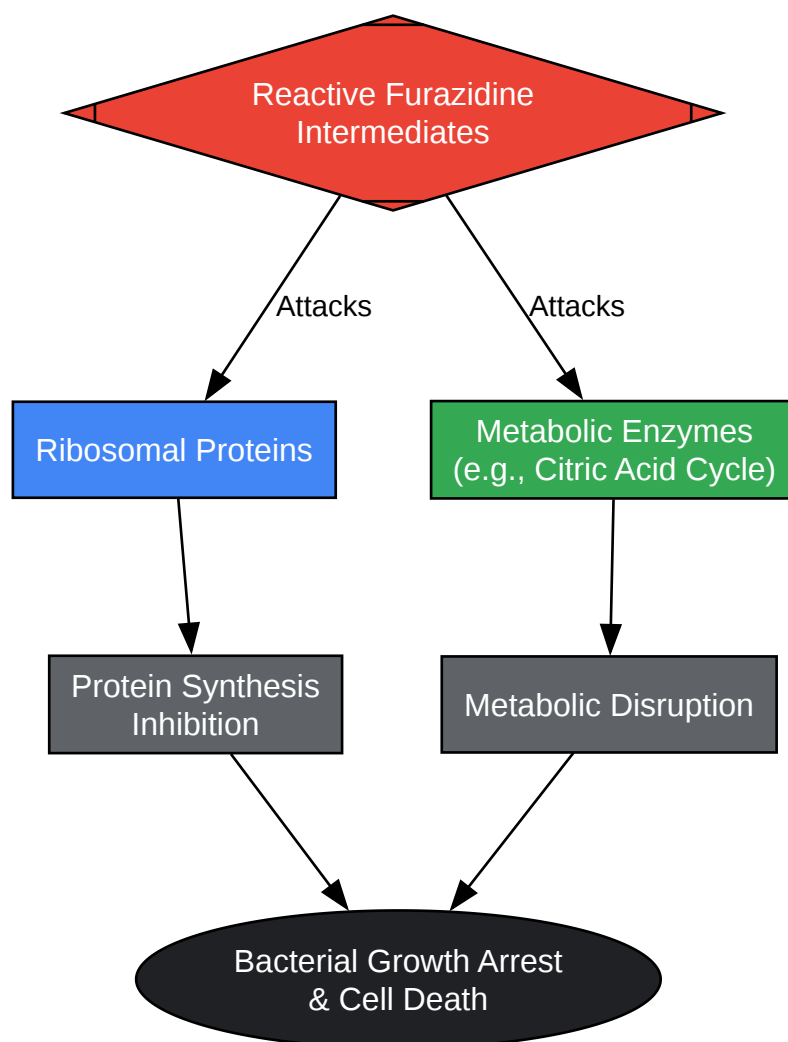 Reactive Furazidine
Intermediates
Attacks
Attacks
Ribosomal Proteins
Metabolic Enzymes
(e.g., Citric Acid Cycle)
Protein Synthesis
Inhibition
Metabolic Disruption
Bacterial Growth Arrest
& Cell Death